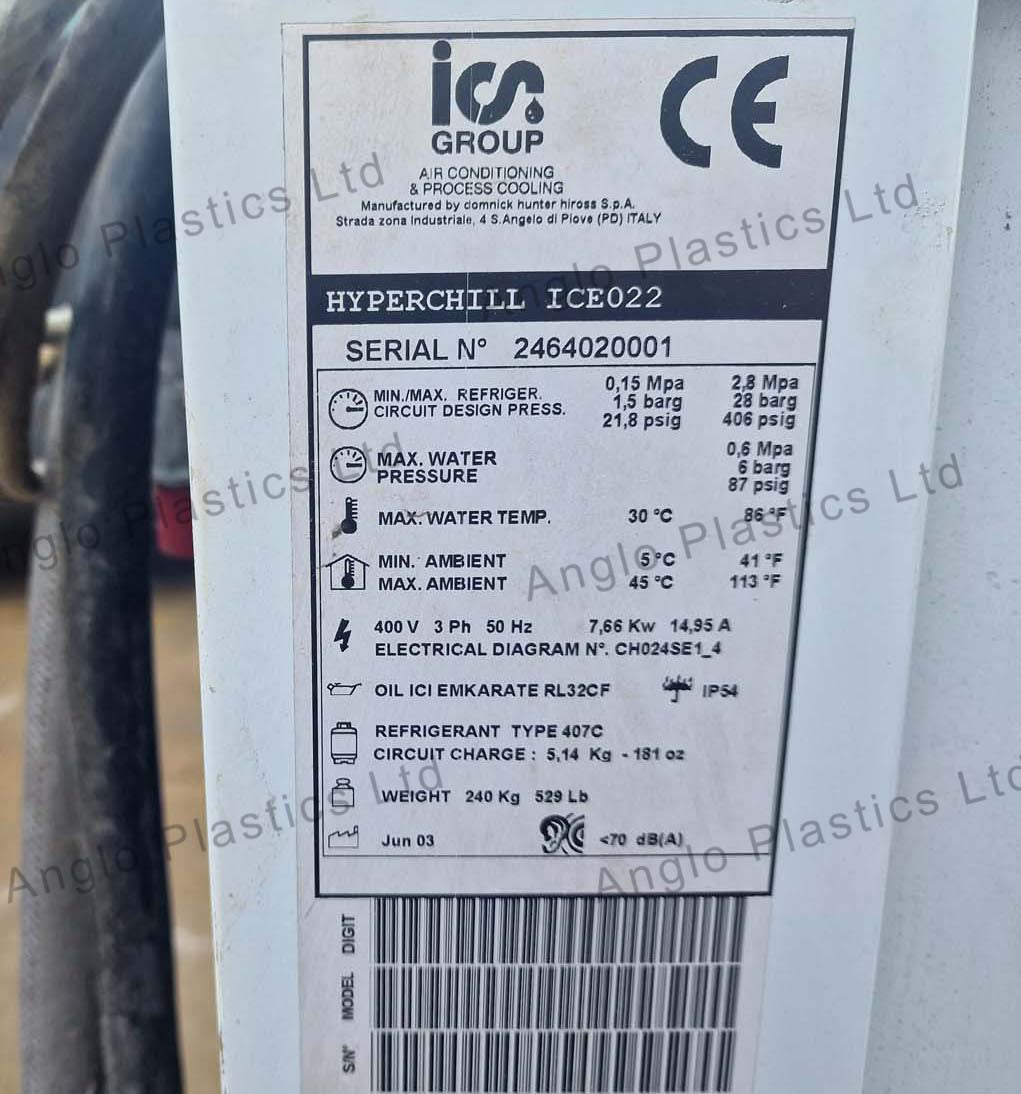 ics
GROUP
AIR CONDITIONING
& PROCESS COOLING
Manufactured by domnick hunter hiross S.p.A.
Strada zona Industriale, 4 S.Angelo di Piove (PD) ITALY
CE
HYPERCHILL ICE022
SERIAL N° 2464020001
MIN./MAX. REFRIGER. 0,15 Mpa 2,8 Mpa
CIRCUIT DESIGN PRESS. 1,5 barg 28 barg
21,8 psig 406 psig
MAX. WATER 0,6 Mpa
PRESSURE 6 barg
87 psig
MAX. WATER TEMP. 30 °C 86 °F
MIN. AMBIENT 5 °C 41 °F
MAX. AMBIENT 45 °C 113 °F
400 V 3 Ph 50 Hz 7,66 Kw 14,95 A
ELECTRICAL DIAGRAM N°. CH024SE1_4
OIL ICI EMKARATE RL32CF IP54
REFRIGERANT TYPE 407C
CIRCUIT CHARGE : 5,14 Kg - 181 oz
WEIGHT 240 Kg 529 Lb
Jun 03 <70 dB(A)
DIGIT
MODEL
S/N°
Anglo Plastics Ltd
Anglo Plastics Ltd
Anglo Plastics Ltd
Anglo Plastics Ltd
Anglo Plastics Ltd
Anglo Plastics Ltd